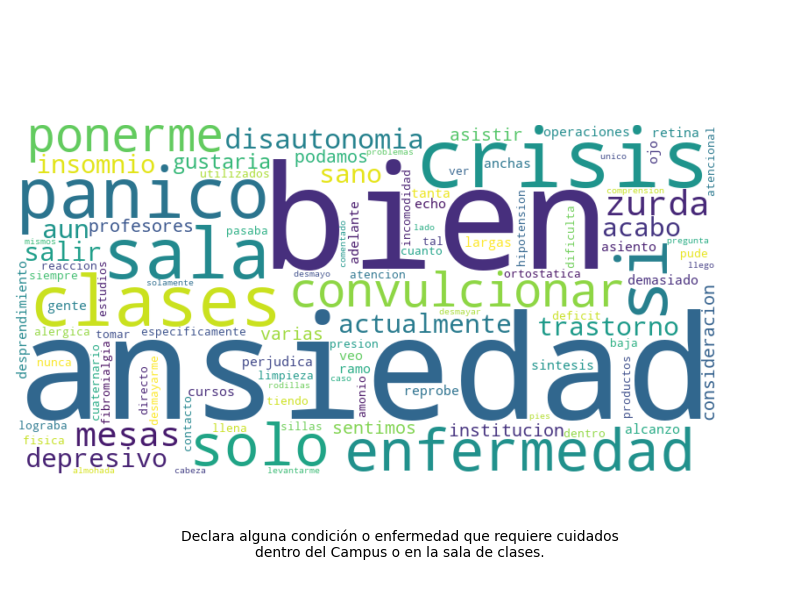 ponerme disautonomia asistir operaciones retina
insomnio gustaria podamos problemas crisis unico ojo atencional
panico utilizados sano bien ver manchas comprension
aun profesores pasaba adelante incomodidad tanta echo hipotension zurda
salir sala comentado lado tal largas dificulta acabo
mismos reaccion cuanto asiento pregunta
siempre estudios solamente desmayo atencion ortostatica demasiado pude llego
desprendimiento gente clases convulcionar si consideracion
alergica tomar especificamente varias actualmente desmayar deficit trastorno
nunca cuaternario fibromialgia directo desmayarme perjudica limpieza presion veo ramo baja
ansiedad rodillas caso sintesis productos
contacto cursos tiendo amonio reprobe
lograba mesas llena sillas sentimos institucion pies dentro alcanzo
fisica depresivo solo enfermedad
almohada cabeza levantarme
Declara alguna condición o enfermedad que requiere cuidados
dentro del Campus o en la sala de clases.